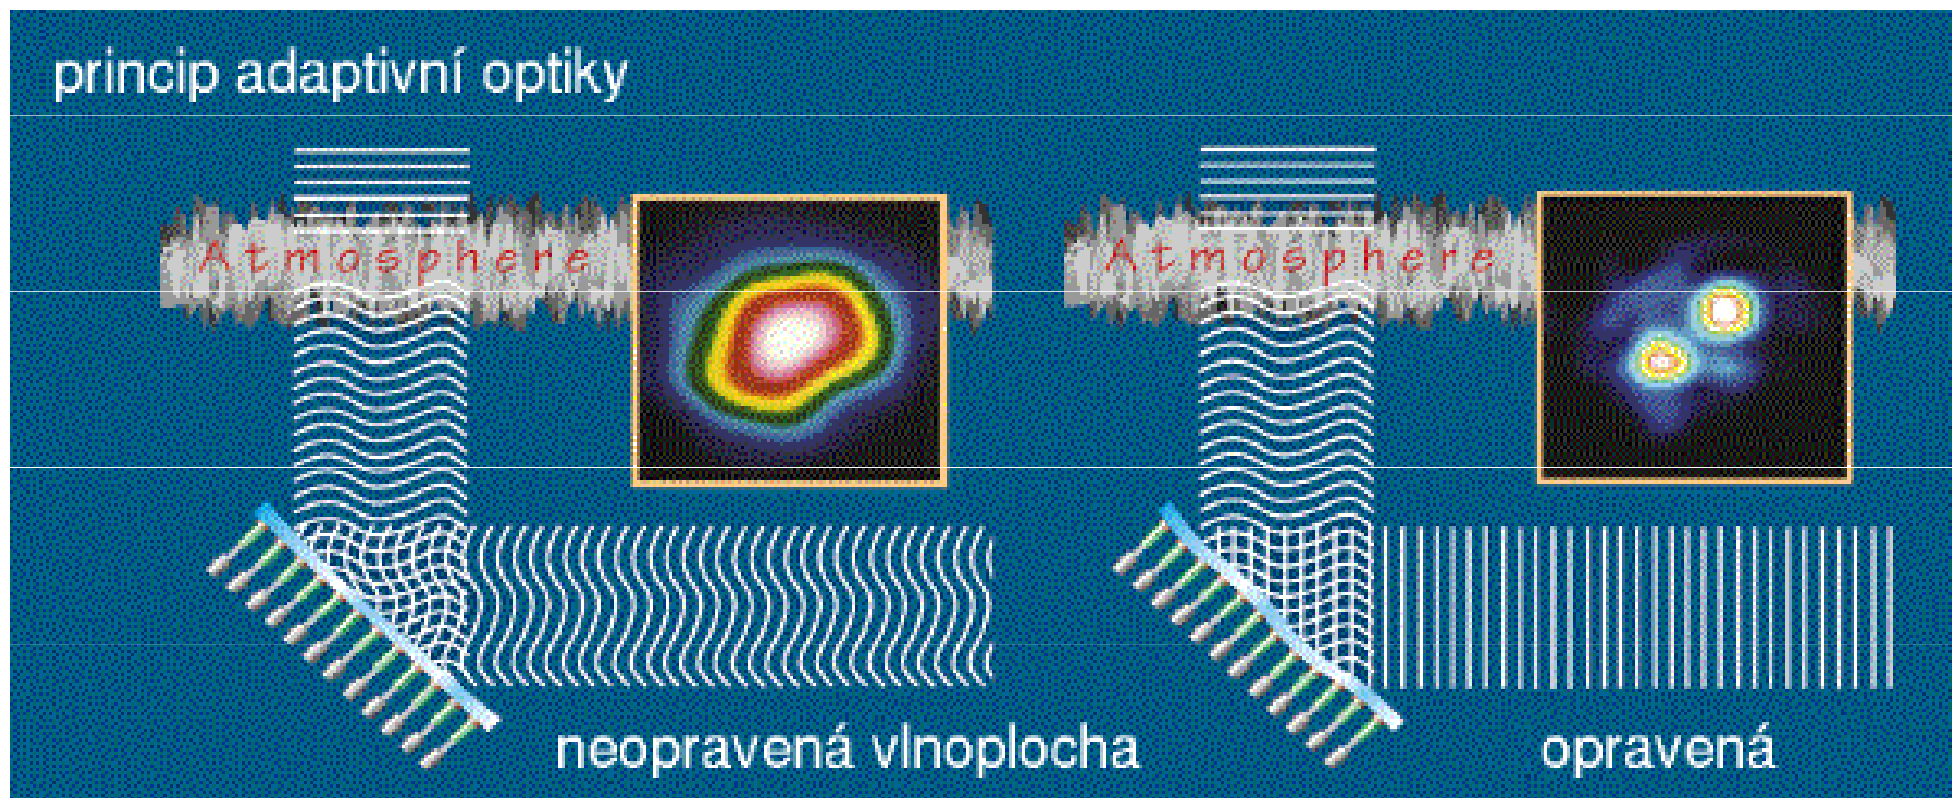 princip adaptivní optiky
Atmosphere
Atmosphere
neopravená vlnoplocha
opravená